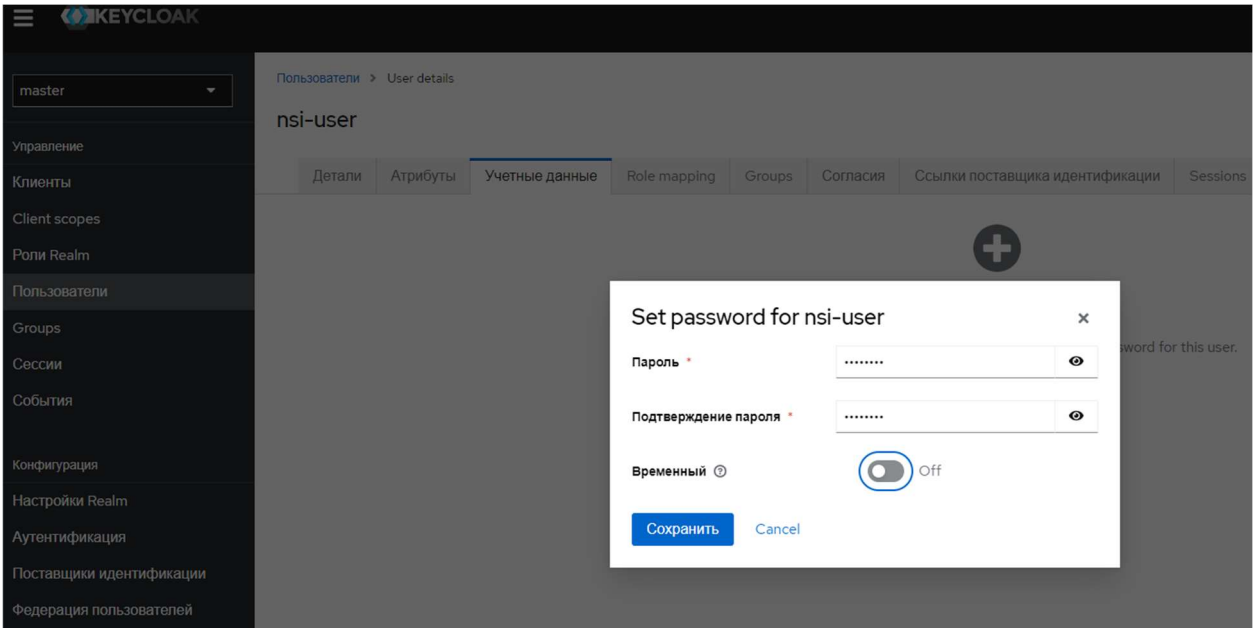 KEYCLOAK
master
Управление
Клиенты
Client scopes
Роли Realm
Пользователи
Groups
Сессии
События
Конфигурация
Настройки Realm
Аутентификация
Поставщики идентификации
Федерация пользователей
Пользователи > User details
nsi-user
Детали Атрибуты Учетные данные Role mapping Groups Согласия Ссылки поставщика идентификации Sessions
sword for this user.
Set password for nsi-user ×
Пароль * ••••••••
Подтверждение пароля * ••••••••
Временный Off
Сохранить Cancel